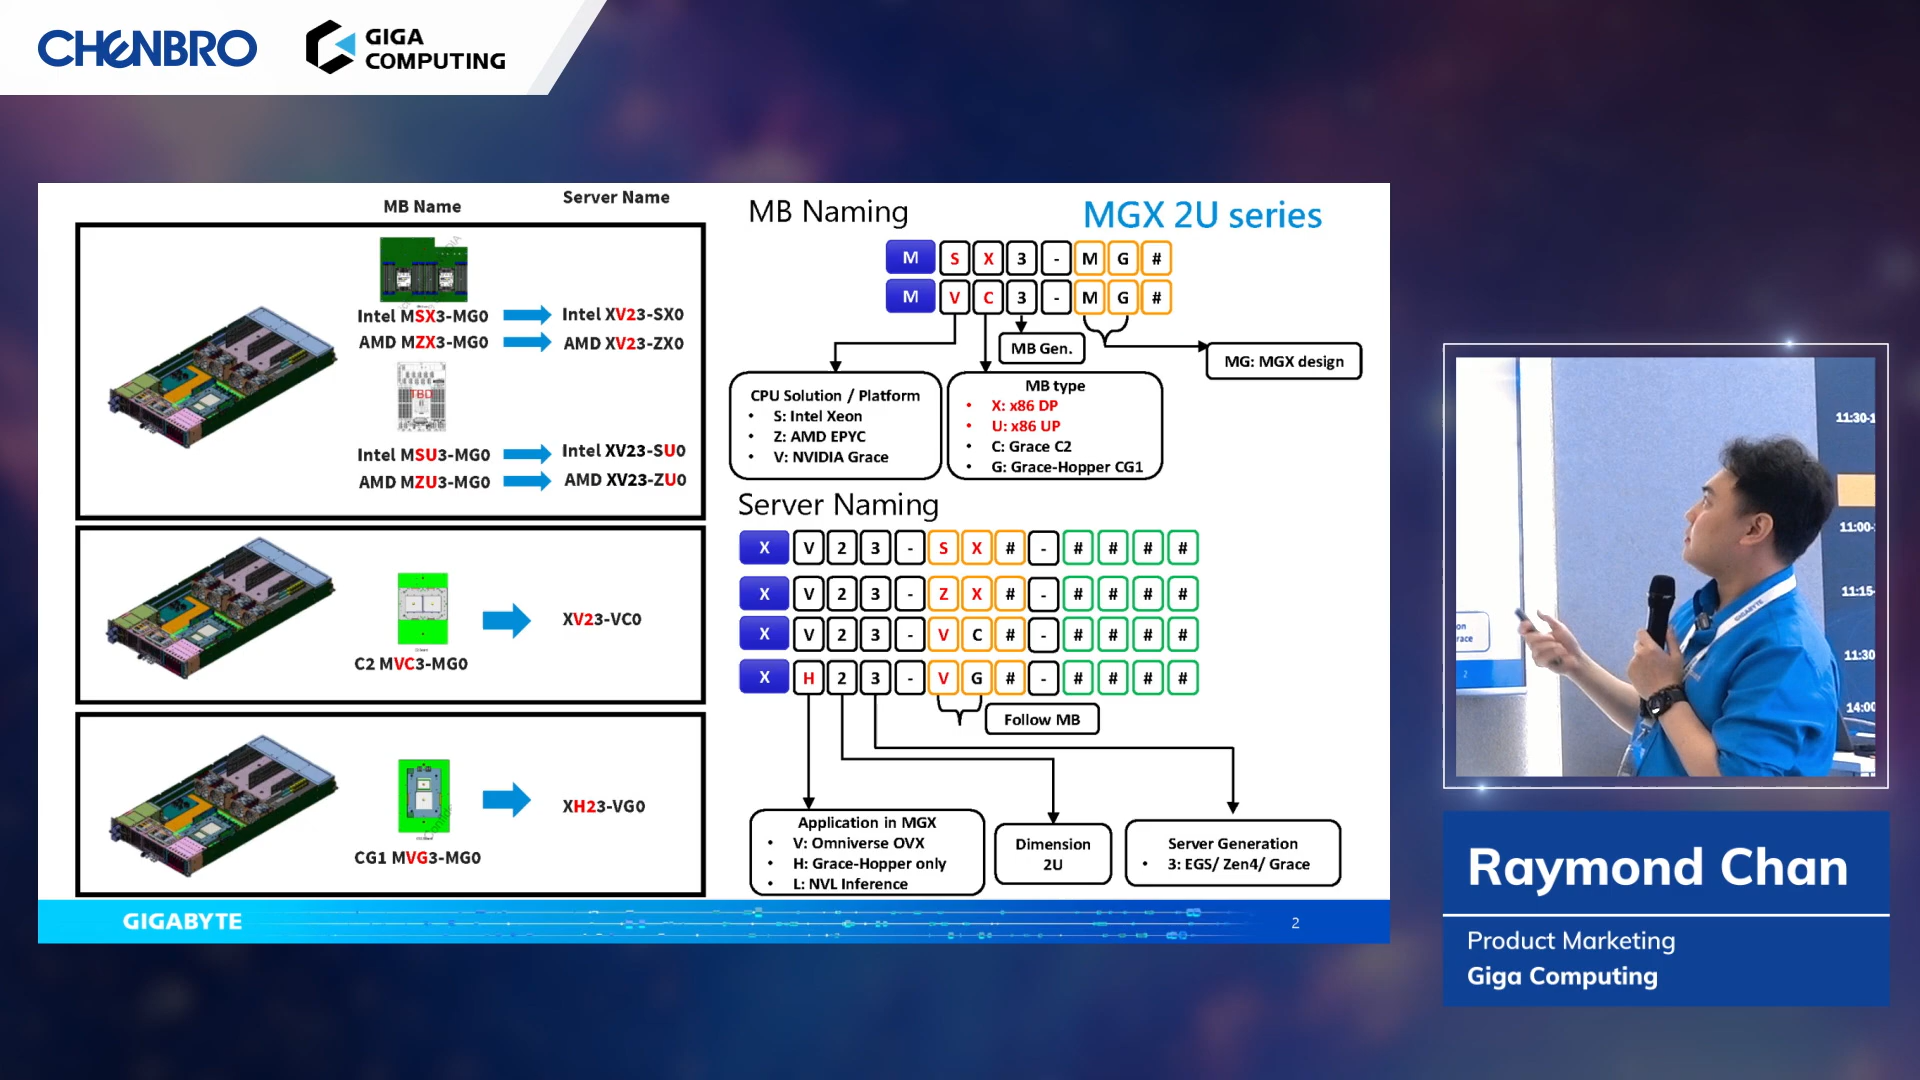 CHENBRO
GIGA
COMPUTING
MB Name
Server Name
Intel MSX3-MG0
Intel XV23-SX0
AMD MZX3-MG0
AMD XV23-ZX0
TBD
Intel MSU3-MG0
Intel XV23-SU0
AMD MZU3-MG0
AMD XV23-ZU0
C2 MVC3-MG0
XV23-VC0
CG1 MVG3-MG0
XH23-VG0
MB Naming
MGX 2U series
M S X 3 - M G #
M V C 3 - M G #
MB Gen.
MG: MGX design
CPU Solution / Platform
• S: Intel Xeon
• Z: AMD EPYC
• V: NVIDIA Grace
MB type
• X: x86 DP
• U: x86 UP
• C: Grace C2
• G: Grace-Hopper CG1
Server Naming
X V 2 3 - S X # - # # # #
X V 2 3 - Z X # - # # # #
X V 2 3 - V C # - # # # #
X H 2 3 - V G # - # # # #
Follow MB
Application in MGX
• V: Omniverse OVX
• H: Grace-Hopper only
• L: NVL Inference
Dimension
2U
Server Generation
• 3: EGS/ Zen4/ Grace
GIGABYTE
2
11:30-1
11:00-
11:15-
11:30
14:00
on
race
2
GIGABYTE
Raymond Chan
Product Marketing
Giga Computing